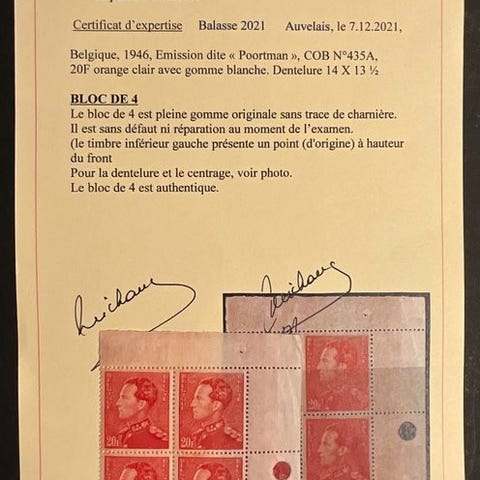 Certificat d'expertise Balasse 2021 Auvelais, le 7.12.2021,
Belgique, 1946, Emission dite « Poortman », COB N°435A,
20F orange clair avec gomme blanche. Dentelure 14 X 13 ½
BLOC DE 4
Le bloc de 4 est pleine gomme originale sans trace de charnière.
Il est sans défaut ni réparation au moment de l'examen.
(le timbre inférieur gauche présente un point (d'origine) à hauteur
du front
Pour la dentelure et le centrage, voir photo.
Le bloc de 4 est authentique.
20F 20F 20F